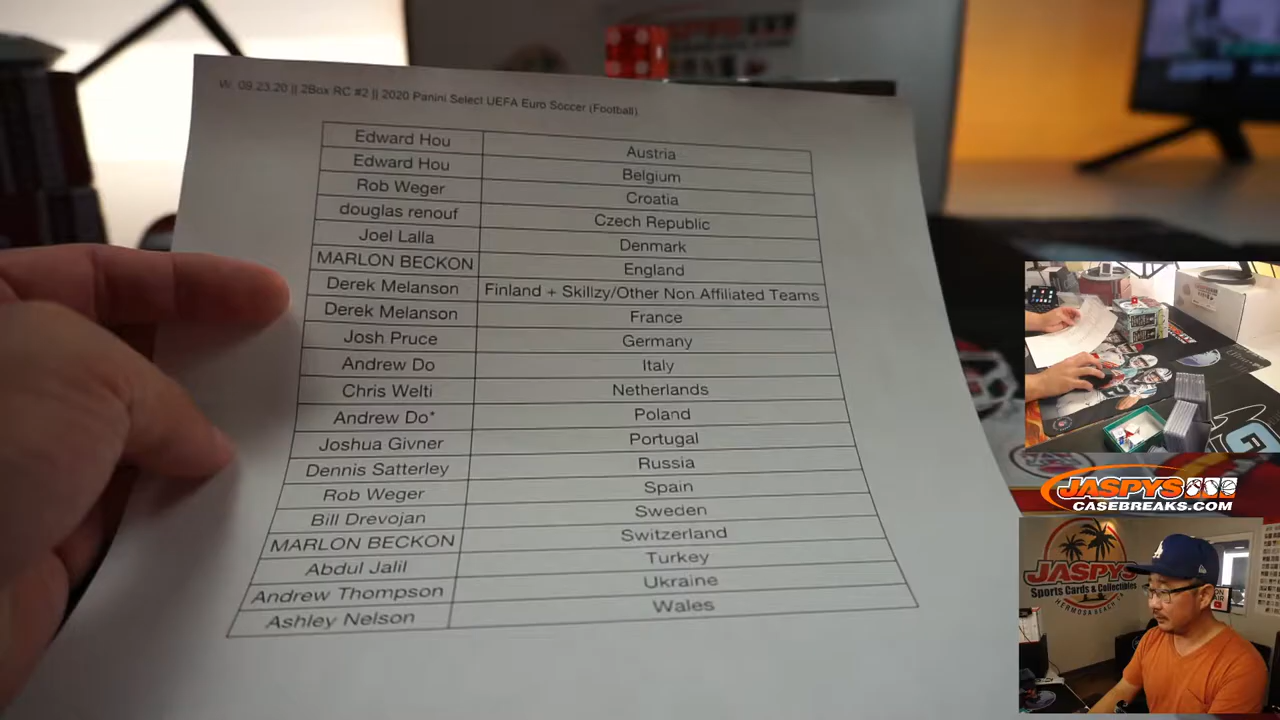 W. 09.23.20 || 2Box RC #2 || 2020 Panini Select UEFA Euro Soccer (Football)
Edward Hou Austria
Edward Hou Belgium
Rob Weger Croatia
douglas renouf Czech Republic
Joel Lalla Denmark
MARLON BECKON England
Derek Melanson Finland + Skillzy/Other Non Affiliated Teams
Derek Melanson France
Josh Pruce Germany
Andrew Do Italy
Chris Welti Netherlands
Andrew Do* Poland
Joshua Givner Portugal
Dennis Satterley Russia
Rob Weger Spain
Bill Drevojan Sweden
MARLON BECKON Switzerland
Abdul Jalil Turkey
Andrew Thompson Ukraine
Ashley Nelson Wales
JASPYS
CASEBREAKS.COM
JASPYS
Sports Cards & Collectibles
HERMOSA BEACH